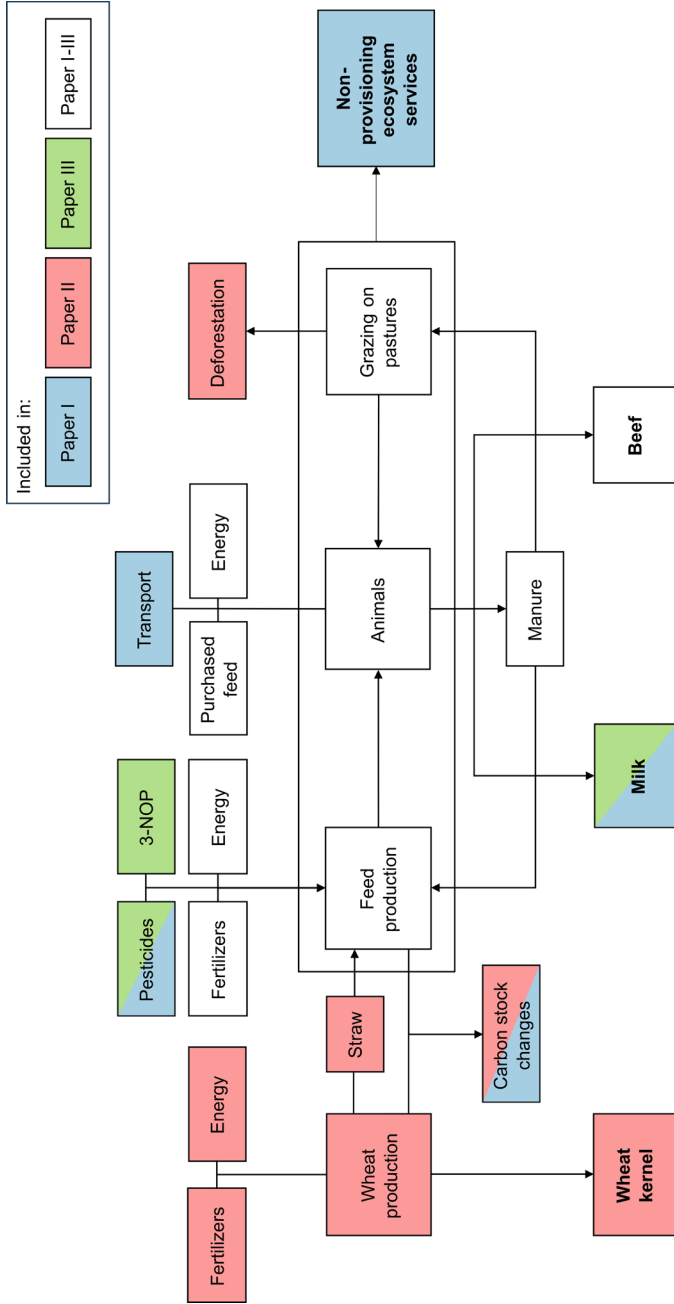 Included in:
Paper I
Paper II
Paper III
Paper I-III
Fertilizers
Energy
Pesticides
3-NOP
Fertilizers
Energy
Transport
Purchased
feed
Energy
Deforestation
Wheat
production
Straw
Feed
production
Animals
Grazing on
pastures
Non-
provisioning
ecosystem
services
Carbon stock
changes
Manure
Wheat
kernel
Milk
Beef